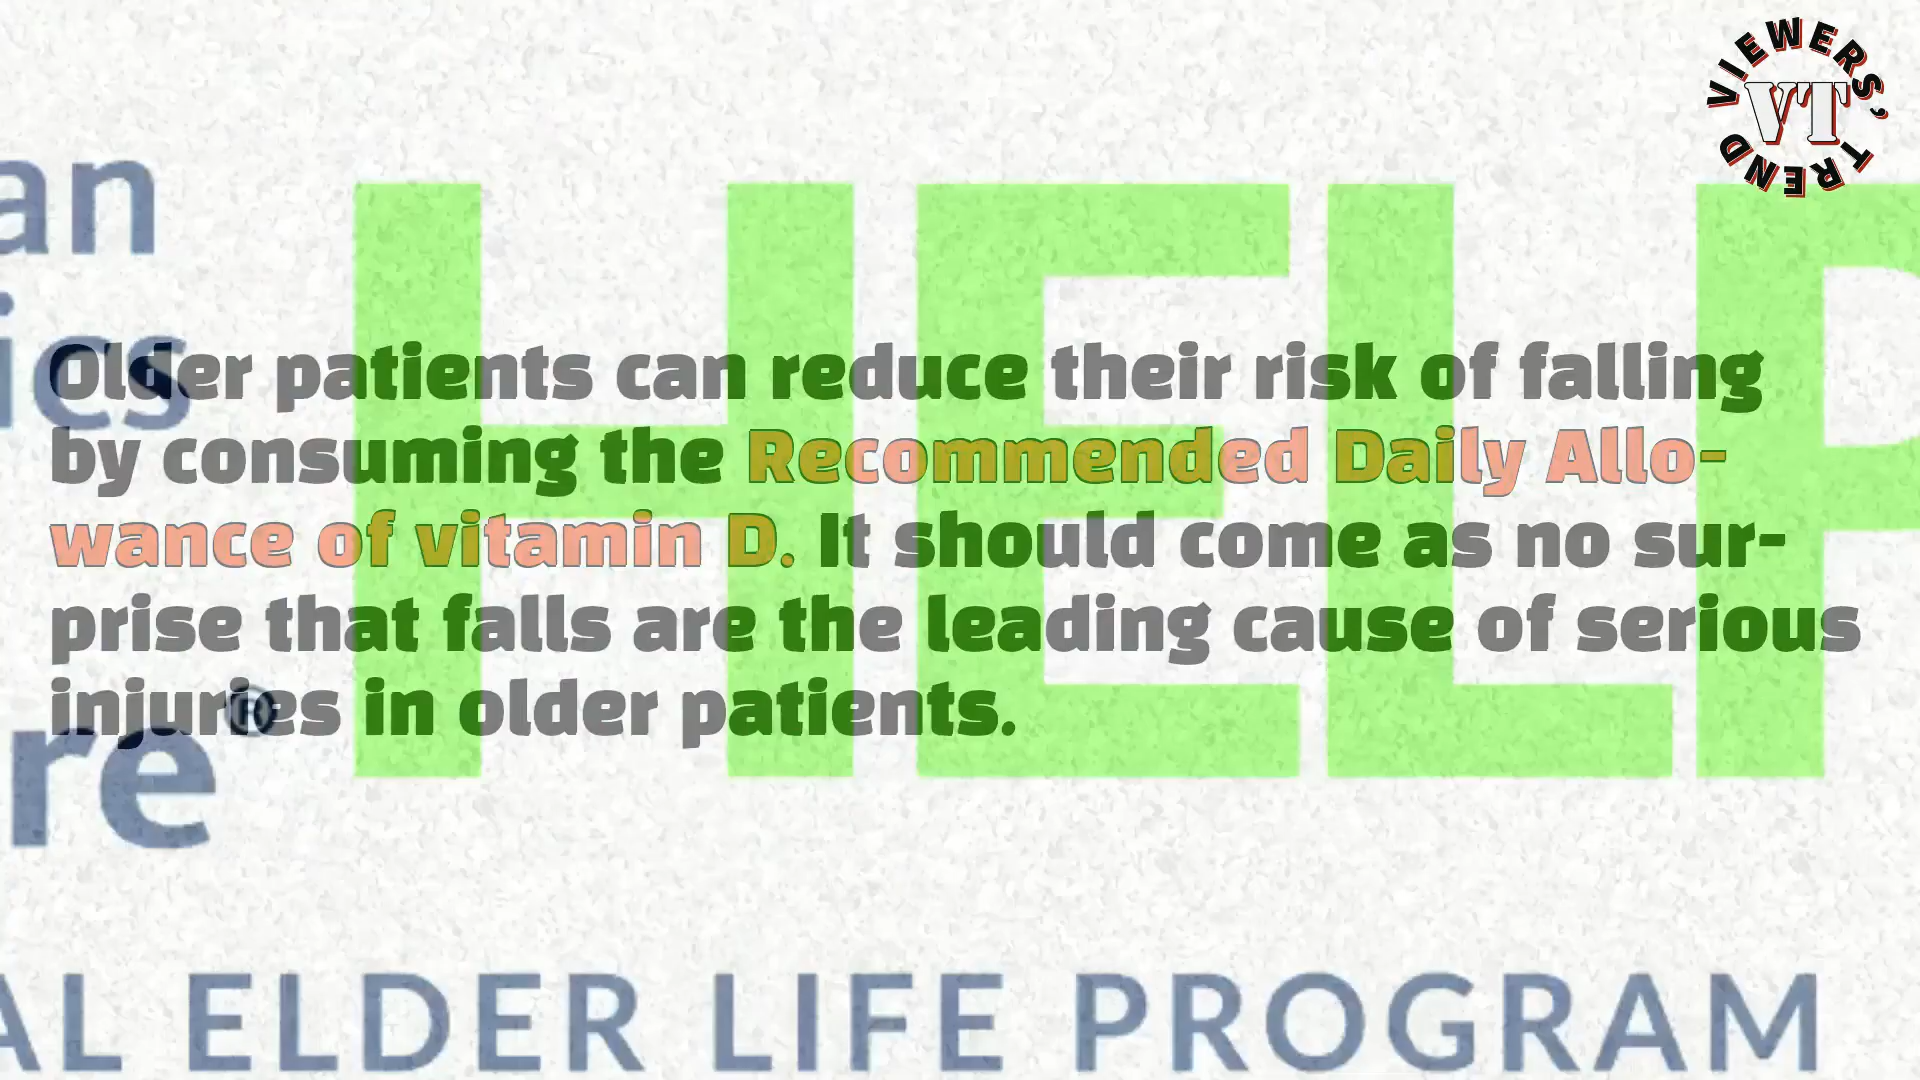 VIEWERS' TREND
VT
an
ics
HELP
Older patients can reduce their risk of falling
by consuming the Recommended Daily Allo-
wance of vitamin D. It should come as no sur-
prise that falls are the leading cause of serious
injuries in older patients.
re®
AL ELDER LIFE PROGRAM